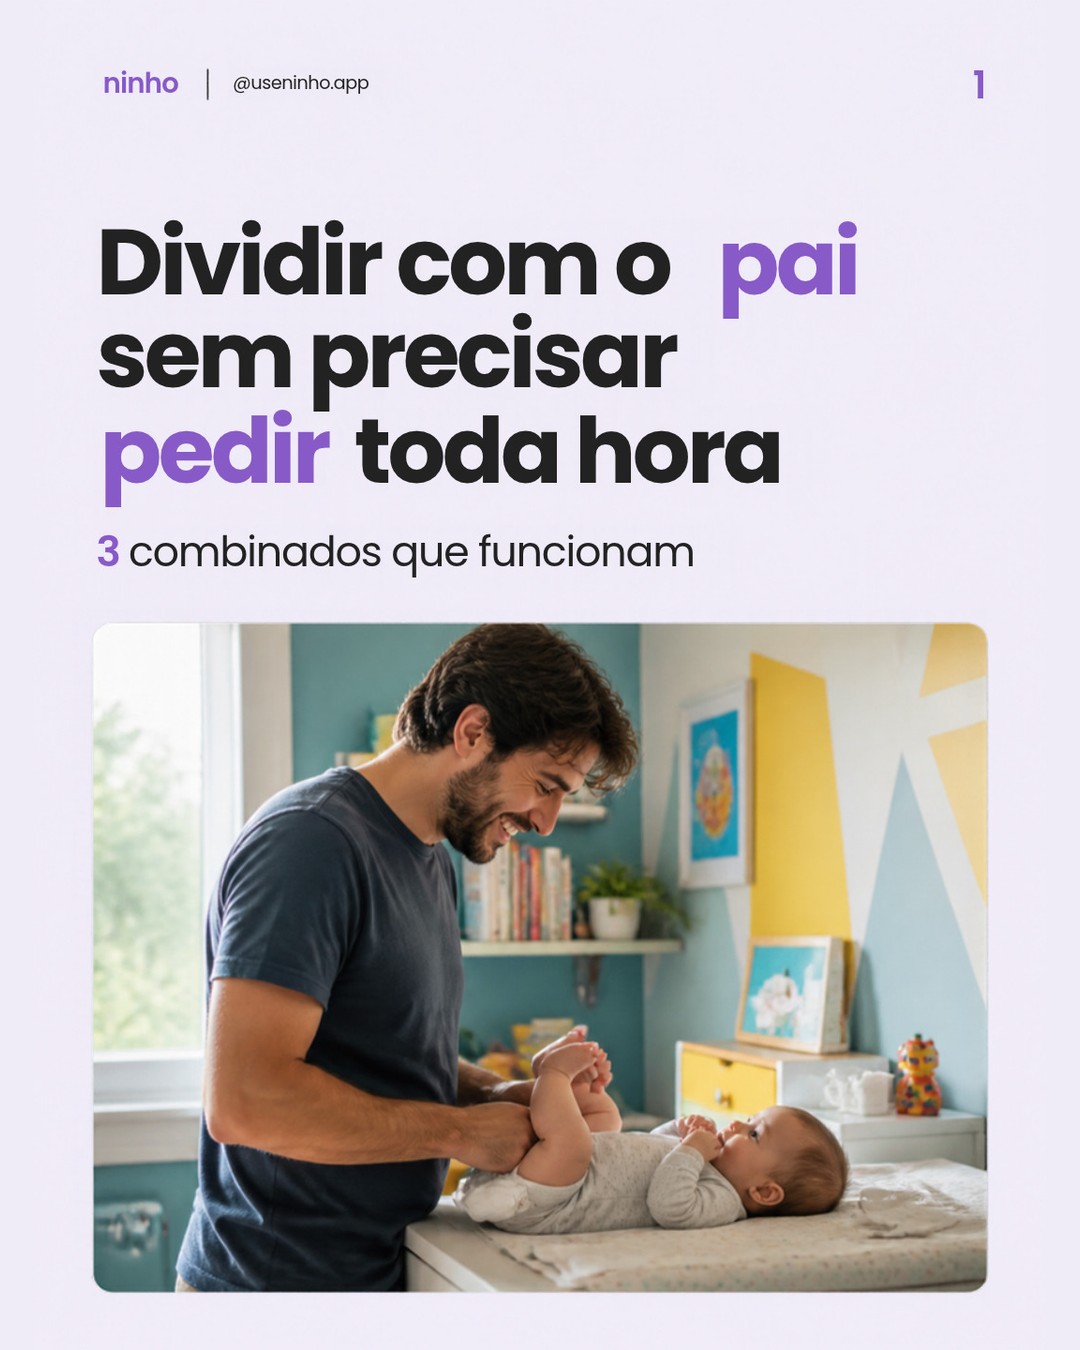 ninho | @useninho.app
1
Dividir com o pai
sem precisar
pedir toda hora
3 combinados que funcionam